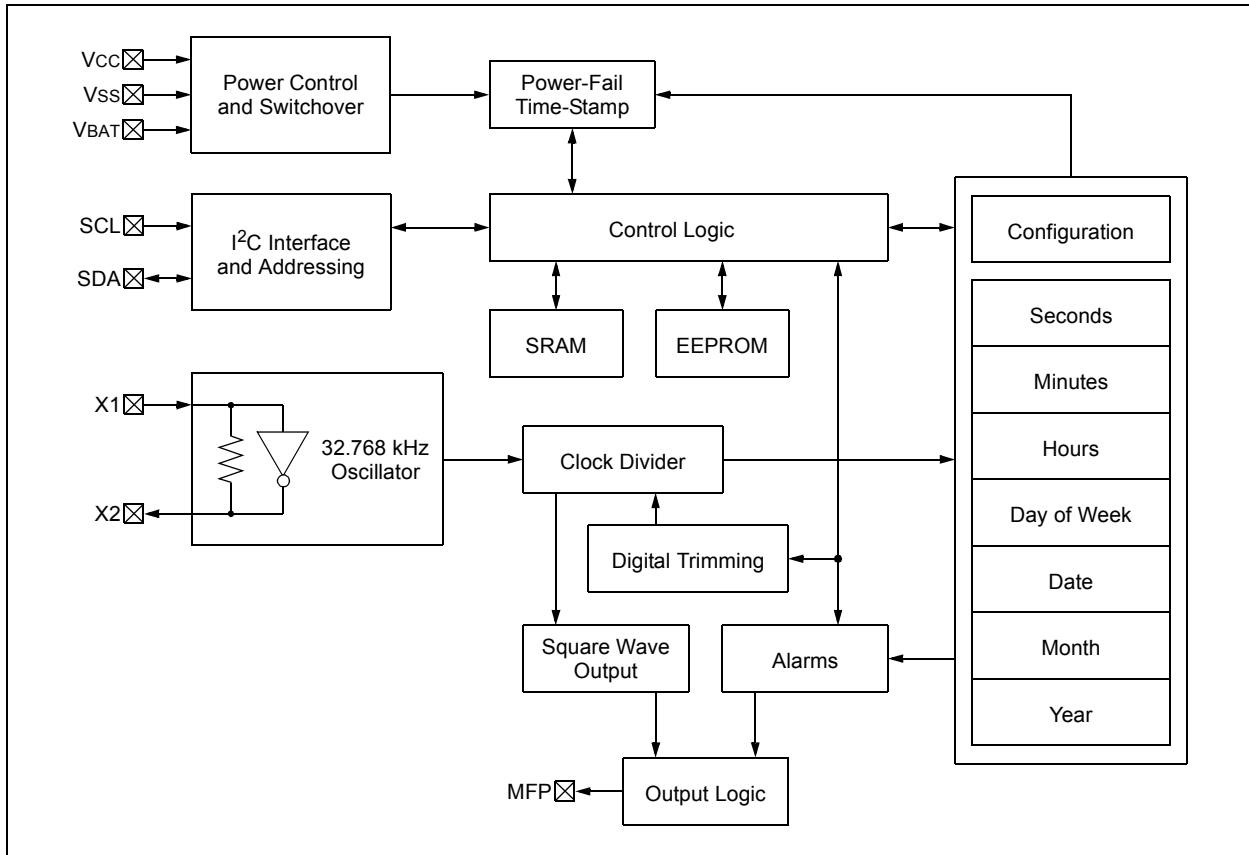 VCC
VSS
VBAT
Power Control
and Switchover
Power-Fail
Time-Stamp
SCL
SDA
I2C Interface
and Addressing
Control Logic
Configuration
SRAM
EEPROM
Seconds
Minutes
Hours
Day of Week
Date
Month
Year
X1
X2
32.768 kHz
Oscillator
Clock Divider
Digital Trimming
Square Wave
Output
Alarms
MFP
Output Logic